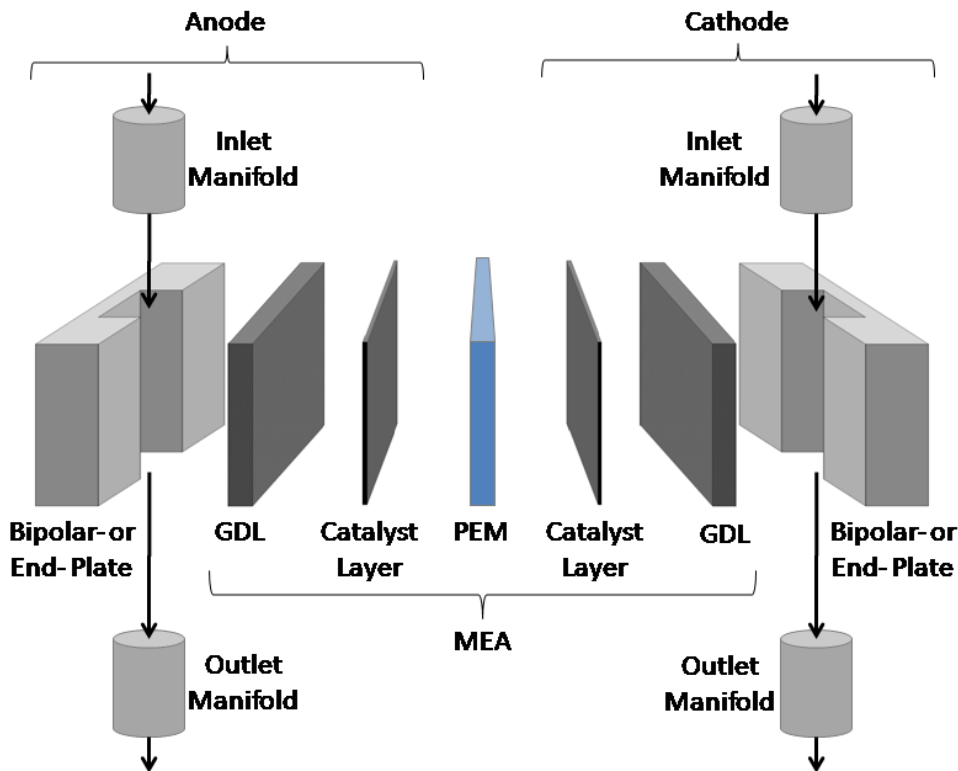 Anode
Cathode
Inlet
Manifold
Inlet
Manifold
Bipolar- or
End- Plate
GDL
Catalyst
Layer
PEM
Catalyst
Layer
GDL
Bipolar- or
End- Plate
MEA
Outlet
Manifold
Outlet
Manifold